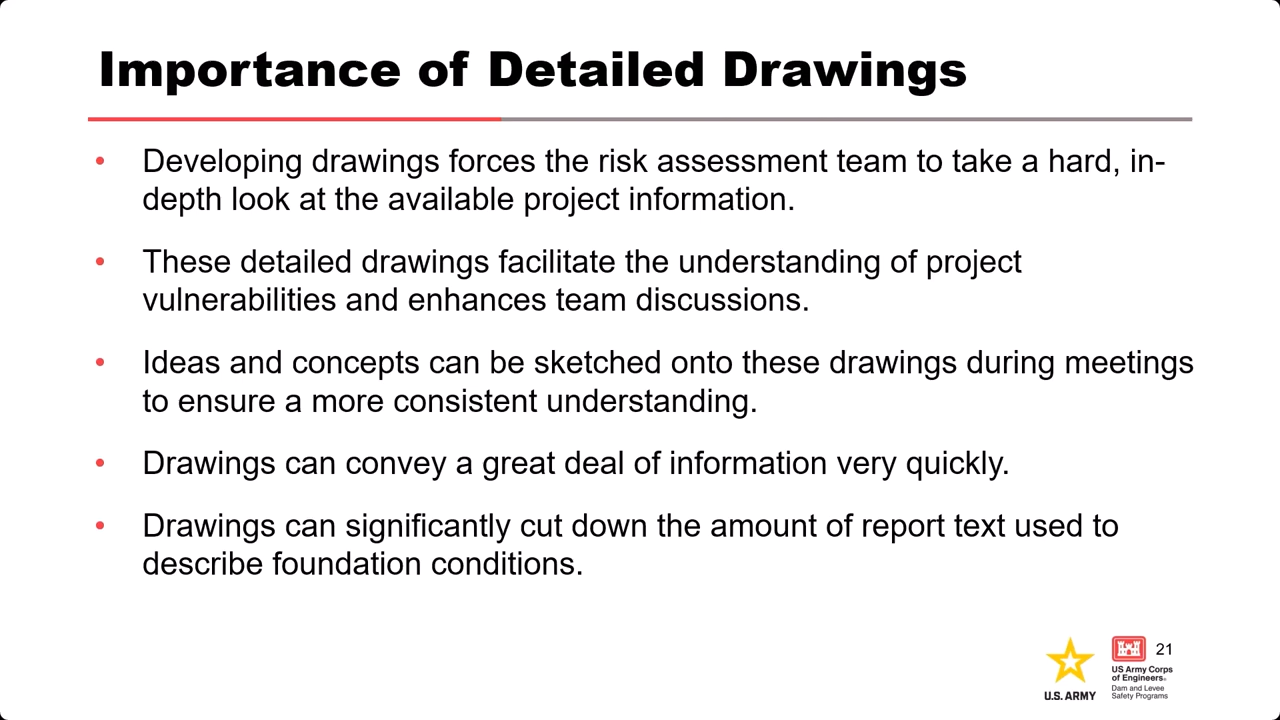 Importance of Detailed Drawings
• Developing drawings forces the risk assessment team to take a hard, in-
depth look at the available project information.
• These detailed drawings facilitate the understanding of project
vulnerabilities and enhances team discussions.
• Ideas and concepts can be sketched onto these drawings during meetings
to ensure a more consistent understanding.
• Drawings can convey a great deal of information very quickly.
• Drawings can significantly cut down the amount of report text used to
describe foundation conditions.
U.S. ARMY
US Army Corps
of Engineers®
Dam and Levee
Safety Programs
21